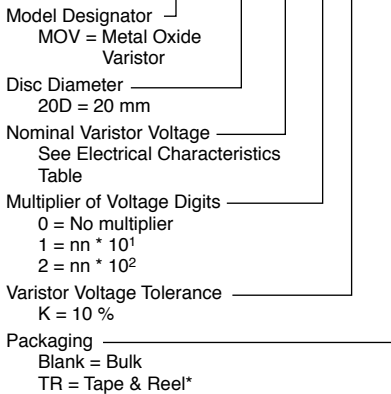 Model Designator
MOV = Metal Oxide
Varistor
Disc Diameter
20D = 20 mm
Nominal Varistor Voltage
See Electrical Characteristics
Table
Multiplier of Voltage Digits
0 = No multiplier
1 = nn * 10¹
2 = nn * 10²
Varistor Voltage Tolerance
K = 10 %
Packaging
Blank = Bulk
TR = Tape & Reel*